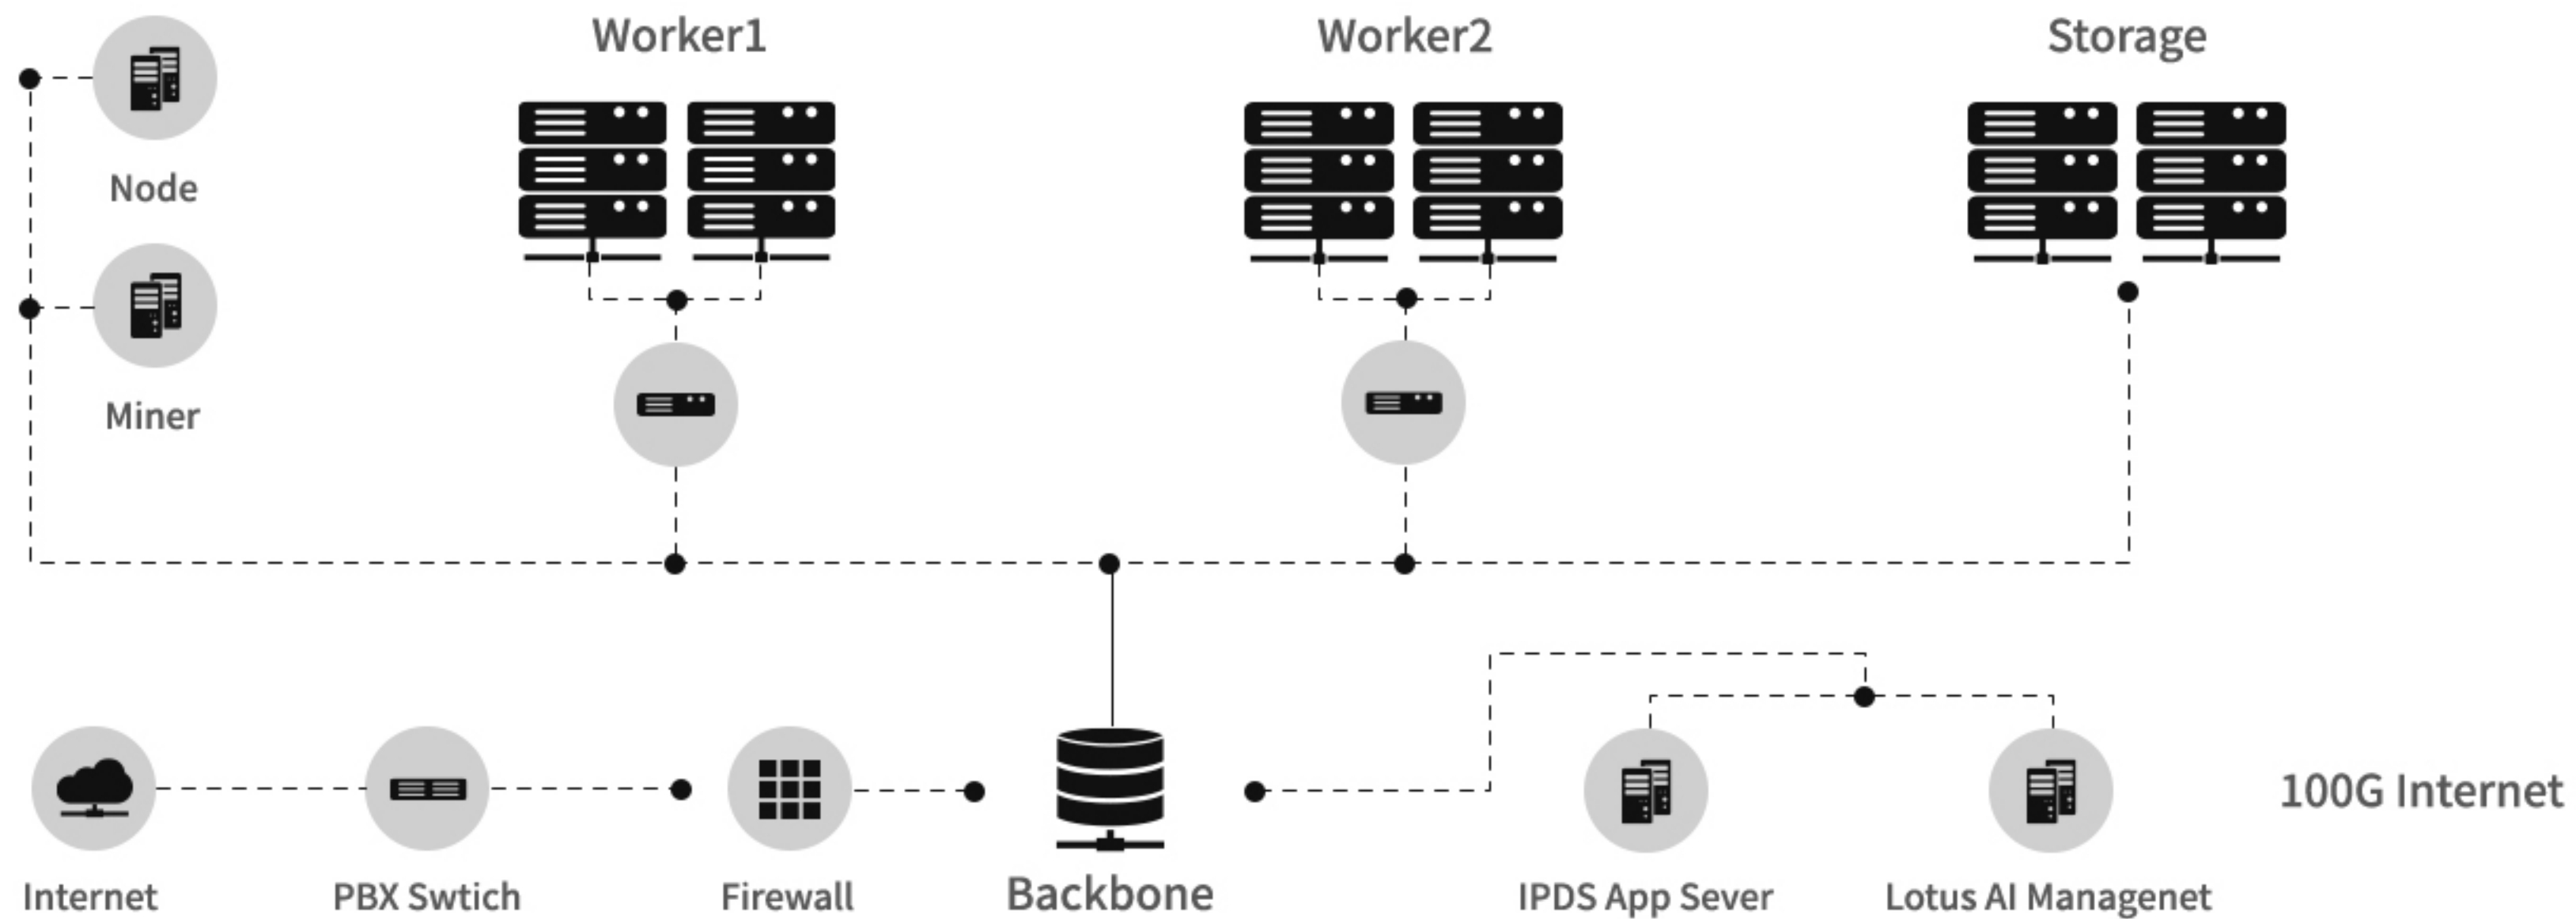 Worker1
Worker2
Storage
Node
Miner
100G Internet
Internet
PBX Swtich
Firewall
Backbone
IPDS App Sever
Lotus AI Managenet